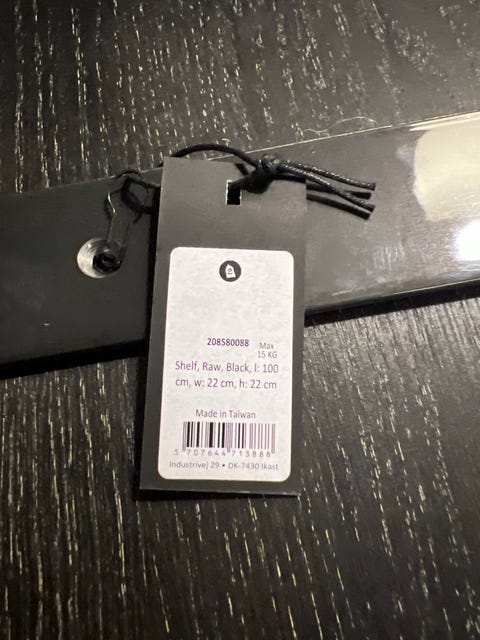 208580088 Max
15 KG
Shelf, Raw, Black, l: 100
cm, w: 22 cm, h: 22 cm
Made in Taiwan
5 707644 713888
Industrivej 29 • DK-7430 Ikast